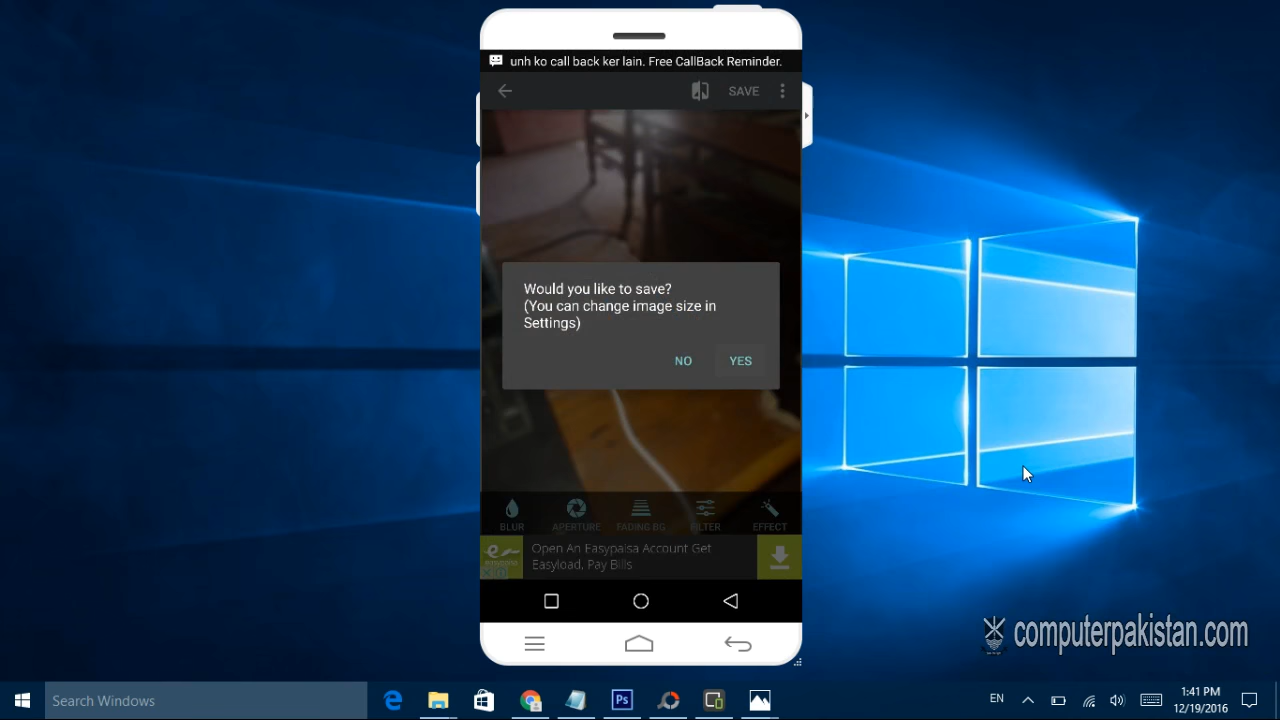 unh ko call back ker lain. Free CallBack Reminder.
SAVE
Would you like to save?
(You can change image size in
Settings)
NO YES
BLUR APERTURE FADING BG FILTER EFFECT
Open An Easypaisa Account Get
Easyload, Pay Bills
computerpakistan.com
Search Windows
Ps
EN
1:41 PM
12/19/2016